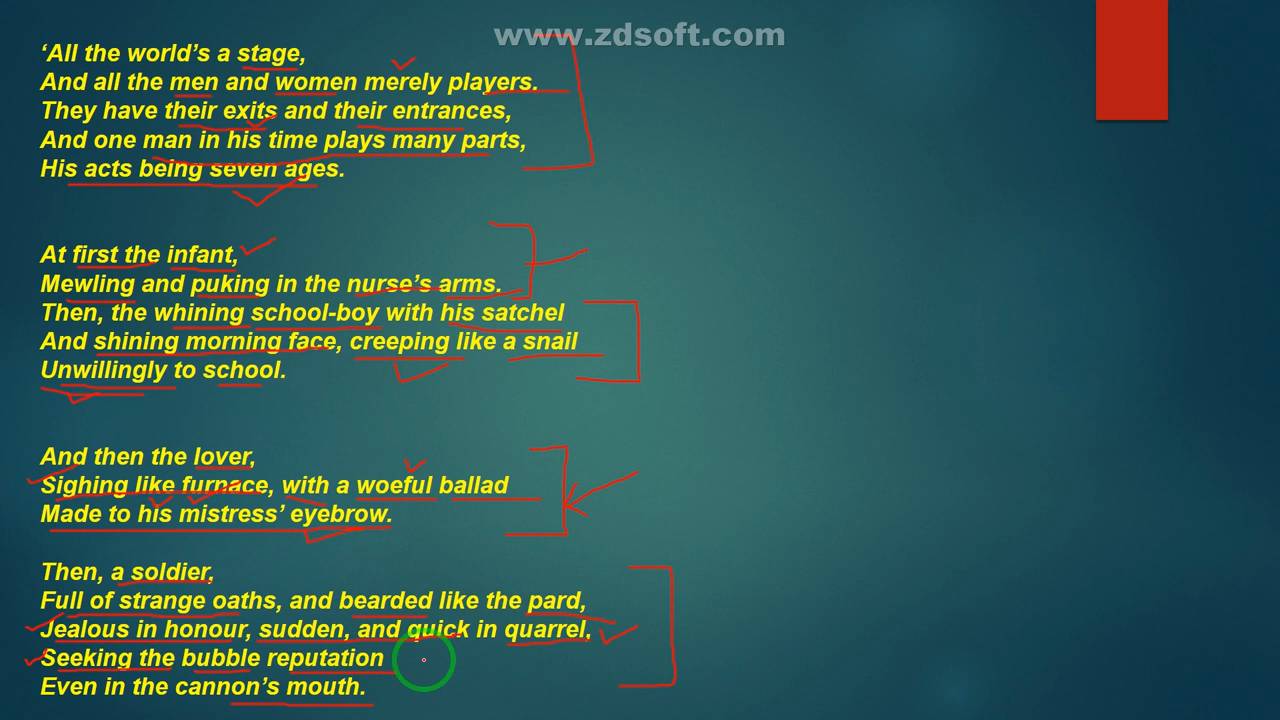 www.zdsoft.com
‘All the world’s a stage,
And all the men and women merely players.
They have their exits and their entrances,
And one man in his time plays many parts,
His acts being seven ages.
At first the infant,
Mewling and puking in the nurse’s arms.
Then, the whining school-boy with his satchel
And shining morning face, creeping like a snail
Unwillingly to school.
And then the lover,
Sighing like furnace, with a woeful ballad
Made to his mistress’ eyebrow.
Then, a soldier,
Full of strange oaths, and bearded like the pard,
Jealous in honour, sudden, and quick in quarrel,
Seeking the bubble reputation
Even in the cannon’s mouth.